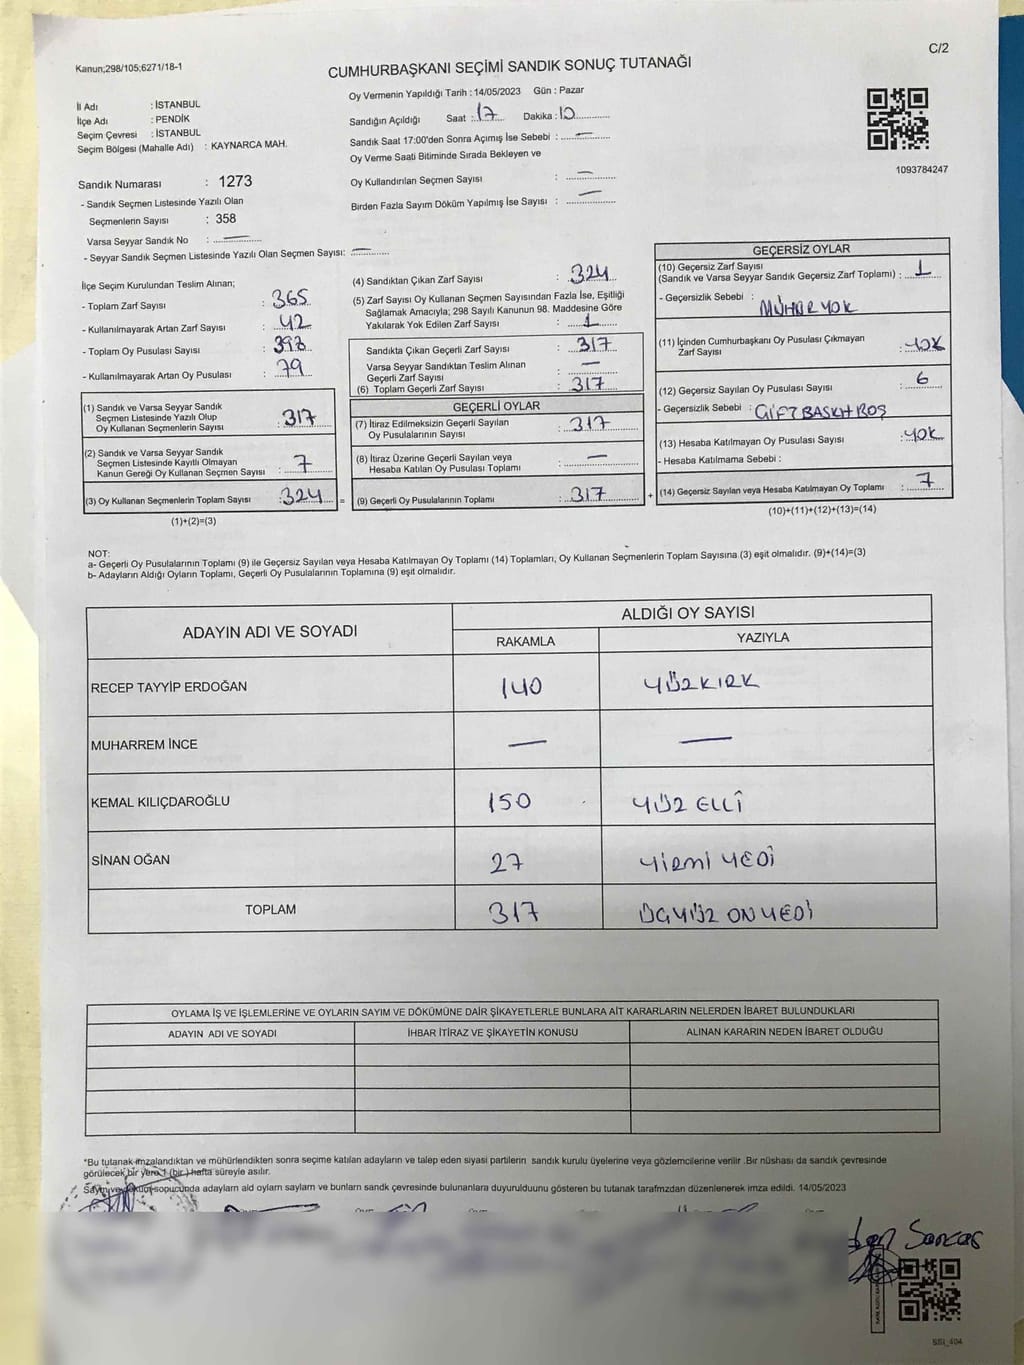 C/2
Kanun;298/105;6271/18-1
CUMHURBAŞKANI SEÇİMİ SANDIK SONUÇ TUTANAĞI
İl Adı : İSTANBUL
İlçe Adı : PENDİK
Seçim Çevresi : İSTANBUL
Seçim Bölgesi (Mahalle Adı) : KAYNARCA MAH.
Oy Vermenin Yapıldığı Tarih : 14/05/2023 Gün : Pazar
Sandığın Açıldığı Saat : 17 Dakika : 10
Sandık Saat 17:00'den Sonra Açımış İse Sebebi : —
Oy Verme Saati Bitiminde Sırada Bekleyen ve
Oy Kullandırılan Seçmen Sayısı : —
Birden Fazla Sayım Döküm Yapılmış İse Sayısı : —
1093784247
Sandık Numarası : 1273
- Sandık Seçmen Listesinde Yazılı Olan
Seçmenlerin Sayısı : 358
Varsa Seyyar Sandık No : —
- Seyyar Sandık Seçmen Listesinde Yazılı Olan Seçmen Sayısı: —
İlçe Seçim Kurulundan Teslim Alınan;
- Toplam Zarf Sayısı : 365
- Kullanılmayarak Artan Zarf Sayısı : 42
- Toplam Oy Pusulası Sayısı : 393
- Kullanılmayarak Artan Oy Pusulası : 79
(1) Sandık ve Varsa Seyyar Sandık
Seçmen Listesinde Yazılı Olup
Oy Kullanan Seçmenlerin Sayısı : 317
(2) Sandık ve Varsa Seyyar Sandık
Seçmen Listesinde Kayıtlı Olmayan
Kanun Gereği Oy Kullanan Seçmen Sayısı : 7
(3) Oy Kullanan Seçmenlerin Toplam Sayısı : 324 =
(1)+(2)=(3)
(4) Sandıktan Çıkan Zarf Sayısı : 324
(5) Zarf Sayısı Oy Kullanan Seçmen Sayısından Fazla İse, Eşitliği
Sağlamak Amacıyla; 298 Sayılı Kanunun 98. Maddesine Göre
Yakılarak Yok Edilen Zarf Sayısı : 1
Sandıkta Çıkan Geçerli Zarf Sayısı : 317
Varsa Seyyar Sandıktan Teslim Alınan
Geçerli Zarf Sayısı : —
(6) Toplam Geçerli Zarf Sayısı : 317
GEÇERLİ OYLAR
(7) İtiraz Edilmeksizin Geçerli Sayılan
Oy Pusulalarının Sayısı : 317
(8) İtiraz Üzerine Geçerli Sayılan veya
Hesaba Katılan Oy Pusulası Toplamı : —
(9) Geçerli Oy Pusulalarının Toplamı : 317 +
GEÇERSİZ OYLAR
(10) Geçersiz Zarf Sayısı
(Sandık ve Varsa Seyyar Sandık Geçersiz Zarf Toplamı) : 1
- Geçersizlik Sebebi : MÜHÜR YOK
(11) İçinden Cumhurbaşkanı Oy Pusulası Çıkmayan
Zarf Sayısı : YOK
(12) Geçersiz Sayılan Oy Pusulası Sayısı : 6
- Geçersizlik Sebebi : ÇİFT BASKI BOŞ
(13) Hesaba Katılmayan Oy Pusulası Sayısı : YOK
- Hesaba Katılmama Sebebi :
(14) Geçersiz Sayılan veya Hesaba Katılmayan Oy Toplamı : 7
(10)+(11)+(12)+(13)=(14)
NOT:
a- Geçerli Oy Pusulalarının Toplamı (9) ile Geçersiz Sayılan veya Hesaba Katılmayan Oy Toplamı (14) Toplamları, Oy Kullanan Seçmenlerin Toplam Sayısına (3) eşit olmalıdır. (9)+(14)=(3)
b- Adayların Aldığı Oyların Toplamı, Geçerli Oy Pusulalarının Toplamına (9) eşit olmalıdır.
ADAYIN ADI VE SOYADI ALDIĞI OY SAYISI
RAKAMLA YAZIYLA
RECEP TAYYİP ERDOĞAN 140 YÜZKIRK
MUHARREM İNCE — —
KEMAL KILIÇDAROĞLU 150 YÜZ ELLİ
SİNAN OĞAN 27 YİRMİ YEDİ
TOPLAM 317 ÜÇYÜZ ONYEDİ
OYLAMA İŞ VE İŞLEMLERİNE VE OYLARIN SAYIM VE DÖKÜMÜNE DAİR ŞİKAYETLERLE BUNLARA AİT KARARLARIN NELERDEN İBARET BULUNDUKLARI
ADAYIN ADI VE SOYADI İHBAR İTİRAZ VE ŞİKAYETİN KONUSU ALINAN KARARIN NEDEN İBARET OLDUĞU
*Bu tutanak imzalandıktan ve mühürlendikten sonra seçime katılan adayların ve talep eden siyasi partilerin sandık kurulu üyelerine veya gözlemcilerine verilir .Bir nüshası da sandık çevresinde
görülecek bir yere 1 (bir ) hafta süreyle asılır.
Sayım ve sopucunda adaylarn ald oylarn saylarn ve bunlarn sandk çevresinde bulunanlara duyurulduunu gösteren bu tutanak tarafmzdan düzenlenerek imza edildi. 14/05/2023
SSI_404